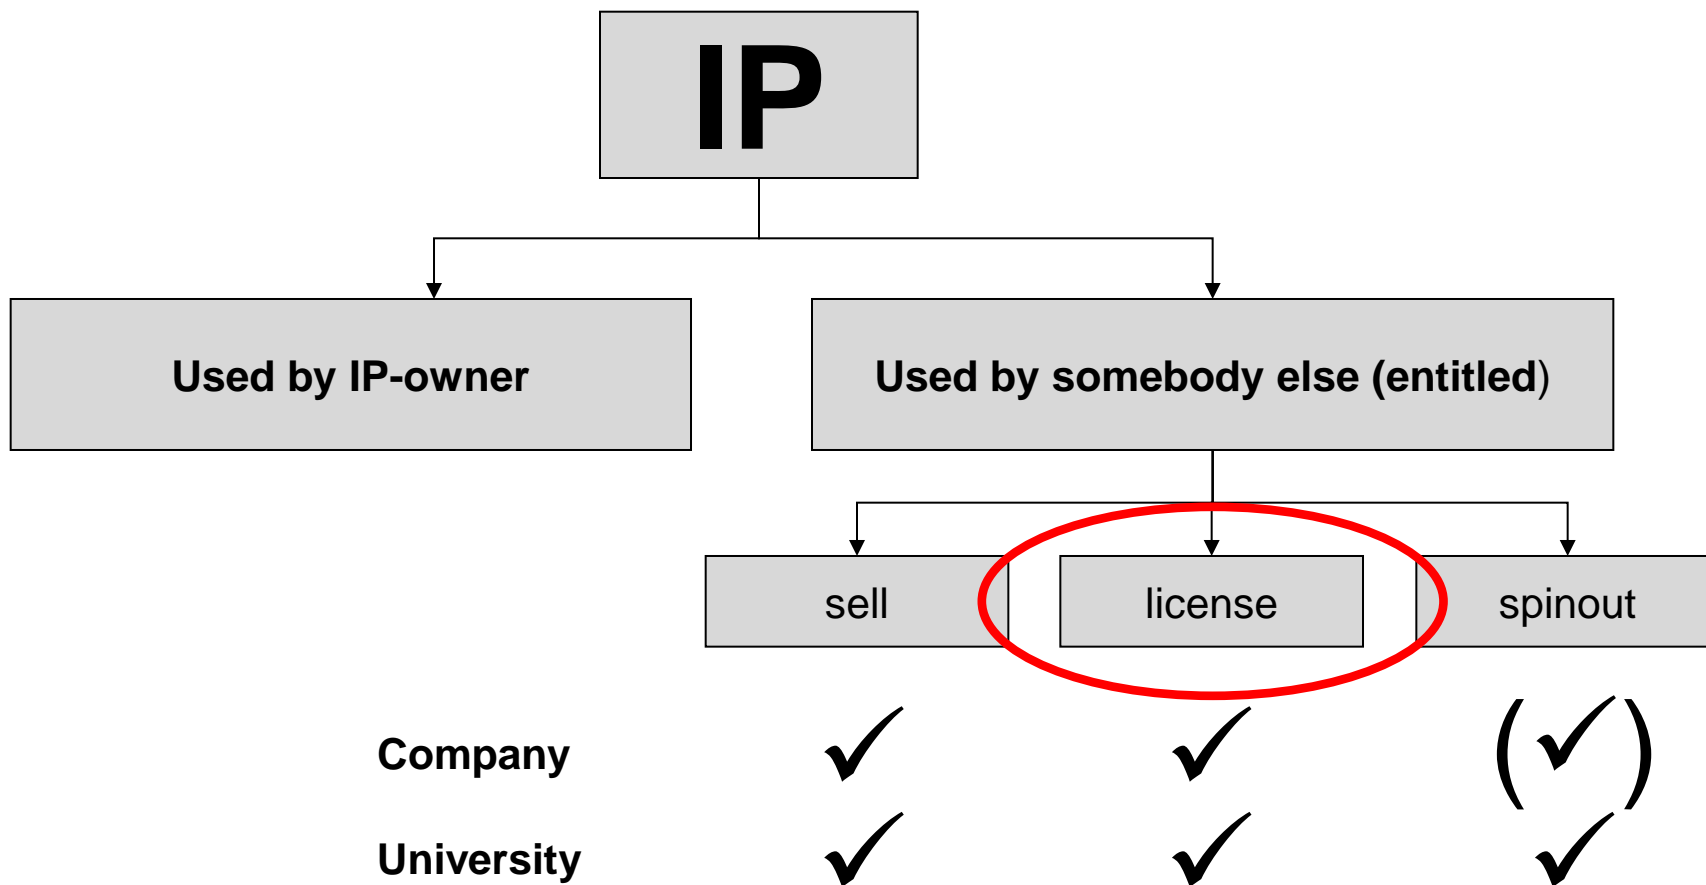 IP
Used by IP-owner
Used by somebody else (entitled)
sell license spinout
Company ✓ ✓ (✓)
University ✓ ✓ ✓